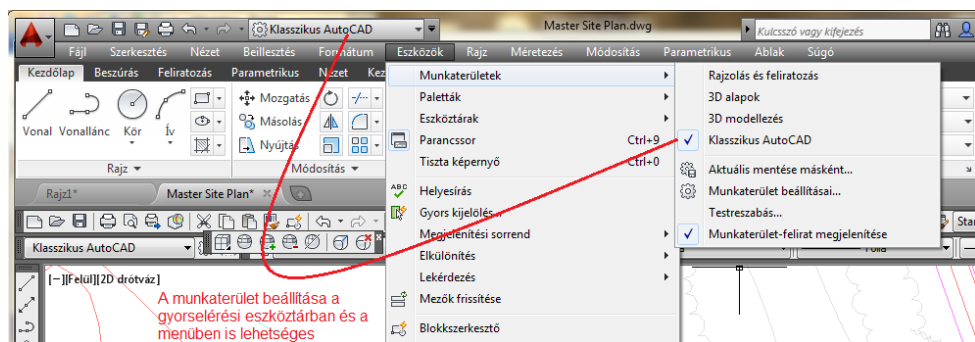 Klasszikus AutoCAD
Master Site Plan.dwg
Kulcsszó vagy kifejezés
Fájl Szerkesztés Nézet Beillesztés Formátum Eszközök Rajz Méretezés Módosítás Parametrikus Ablak Súgó
Kezdőlap Beszúrás Feliratozás Parametrikus Nézet Kez
Vonal Vonallánc Kör Ív
Mozgatás
Másolás
Nyújtás
Rajz
Módosítás
Rajz1*
Master Site Plan*
Klasszikus AutoCAD
Munkaterületek
Paletták
Eszköztárak
Parancssor Ctrl+9
Tiszta képernyő Ctrl+0
ABC
Helyesírás
Gyors kijelölés...
Megjelenítési sorrend
Elkülönítés
Lekérdezés
Mezők frissítése
Blokkszerkesztő
Rajzolás és feliratozás
3D alapok
3D modellezés
Klasszikus AutoCAD
Aktuális mentése másként...
Munkaterület beállításai...
Testreszabás...
Munkaterület-felirat megjelenítése
Star
[−][Felül][2D drótváz]
A munkaterület beállítása a
gyorselérési eszköztárban és a
menüben is lehetséges